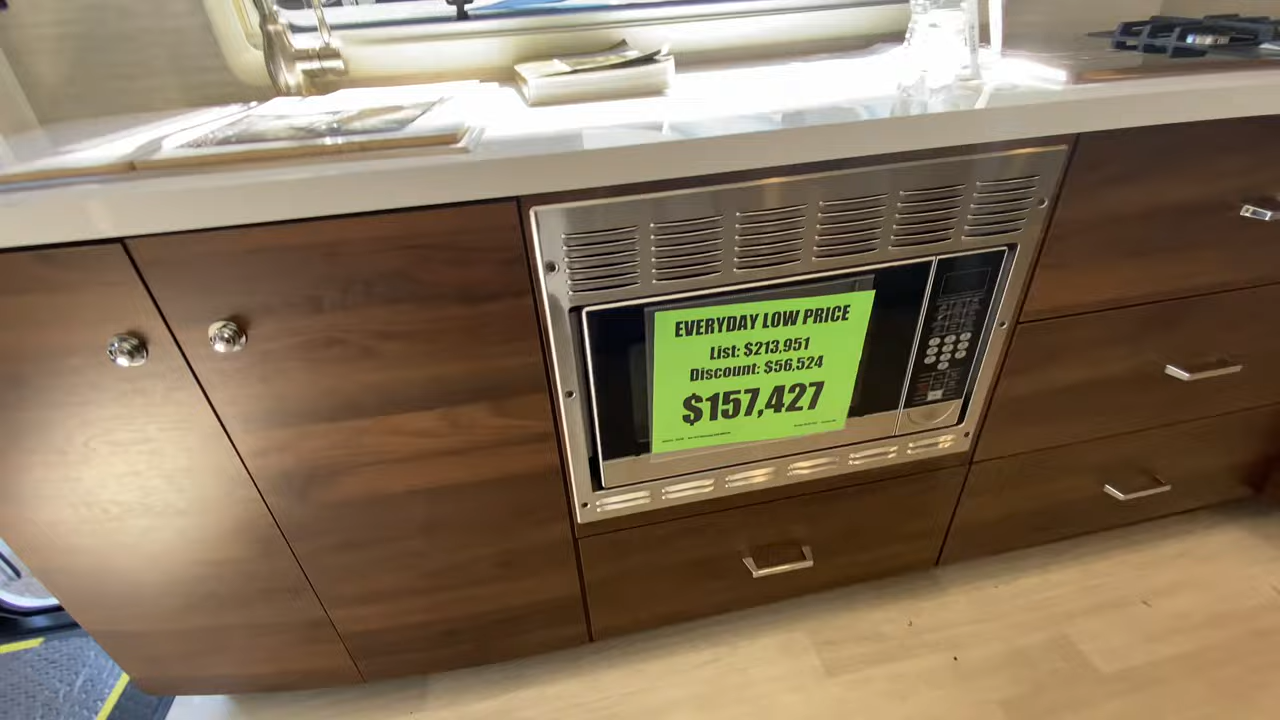 EVERYDAY LOW PRICE
List: $213,951
Discount: $56,524
$157,427